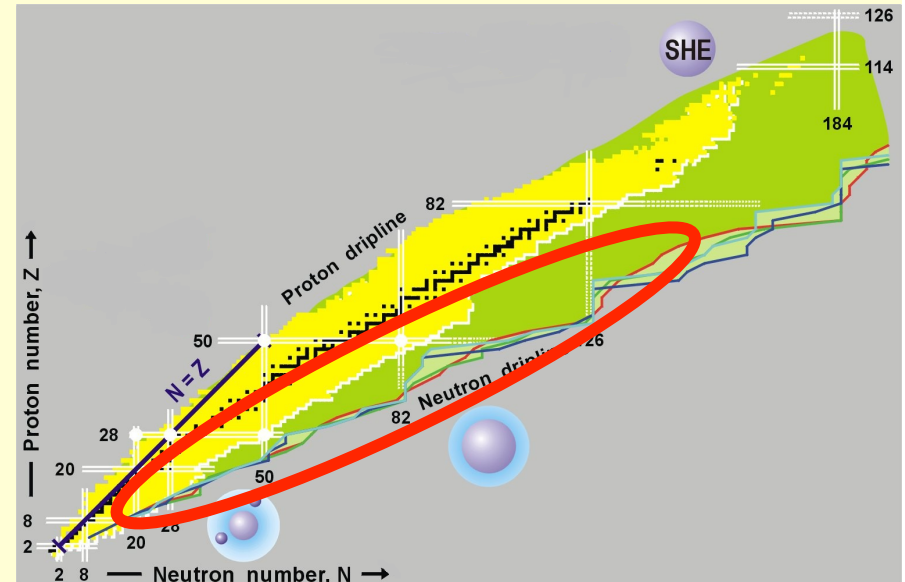 126
SHE
114
184
82
Proton dripline
Proton number, Z
50
N=Z
126
Neutron dripline
82
28
20
50
8
28
20
2
2 8
Neutron number, N